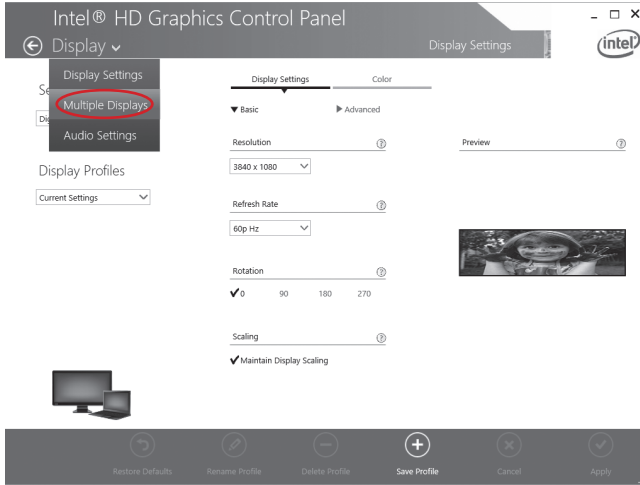 Intel® HD Graphics Control Panel
Display
Display Settings
intel
Display Settings
Multiple Displays
Audio Settings
Se
Dig
Display Profiles
Current Settings
Display Settings
Color
Basic
Advanced
Resolution
3840 x 1080
Refresh Rate
60p Hz
Rotation
0 90 180 270
Scaling
Maintain Display Scaling
Preview
Restore Defaults
Rename Profile
Delete Profile
Save Profile
Cancel
Apply